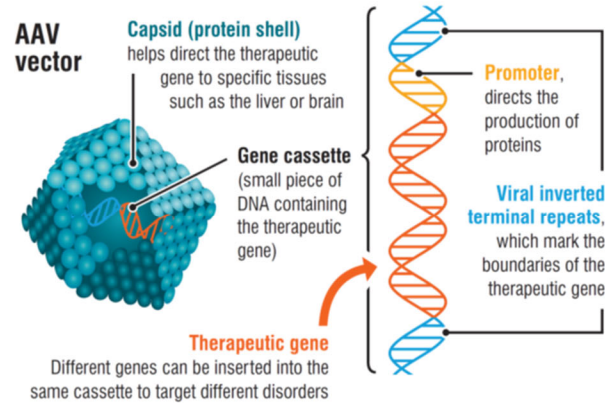 AAV
vector
Capsid (protein shell)
helps direct the therapeutic
gene to specific tissues
such as the liver or brain
Gene cassette
(small piece of
DNA containing
the therapeutic
gene)
Promoter,
directs the
production of
proteins
Viral inverted
terminal repeats,
which mark the
boundaries of the
therapeutic gene
Therapeutic gene
Different genes can be inserted into the
same cassette to target different disorders